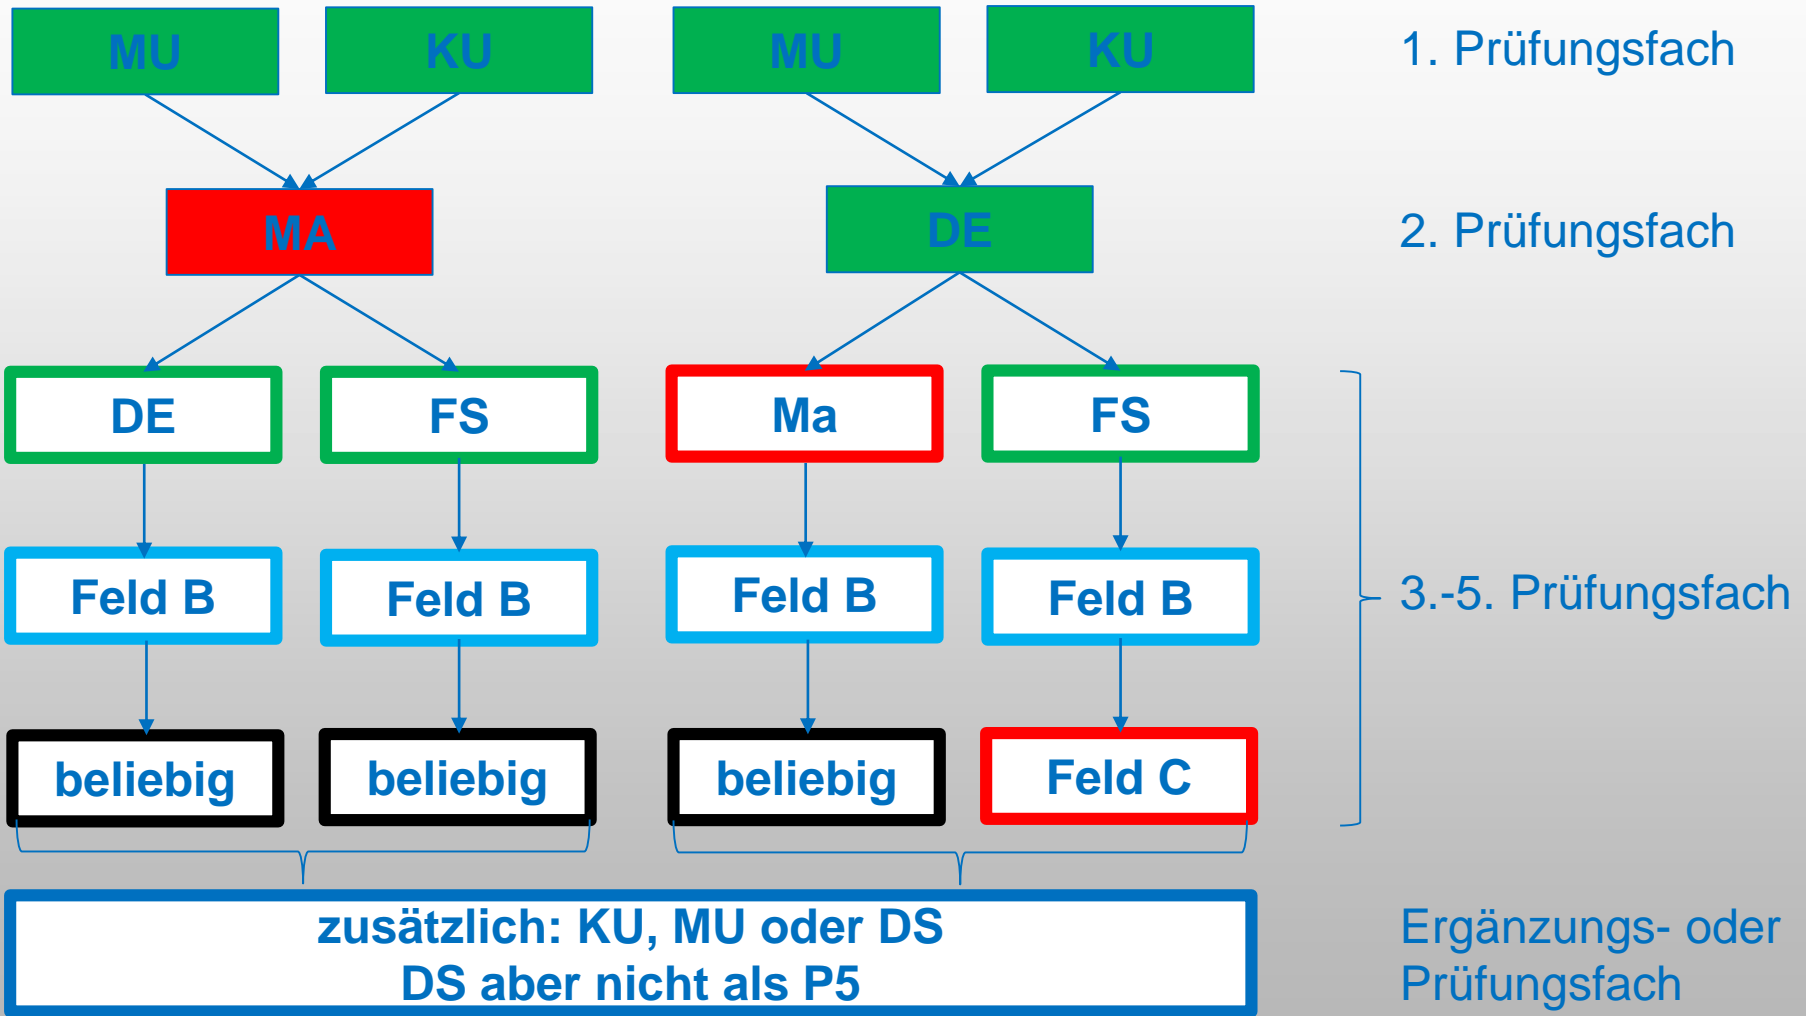 MU KU MU KU 1. Prüfungsfach
MA DE 2. Prüfungsfach
DE FS Ma FS
Feld B Feld B Feld B Feld B 3.-5. Prüfungsfach
beliebig beliebig beliebig Feld C
zusätzlich: KU, MU oder DS
DS aber nicht als P5
Ergänzungs- oder
Prüfungsfach